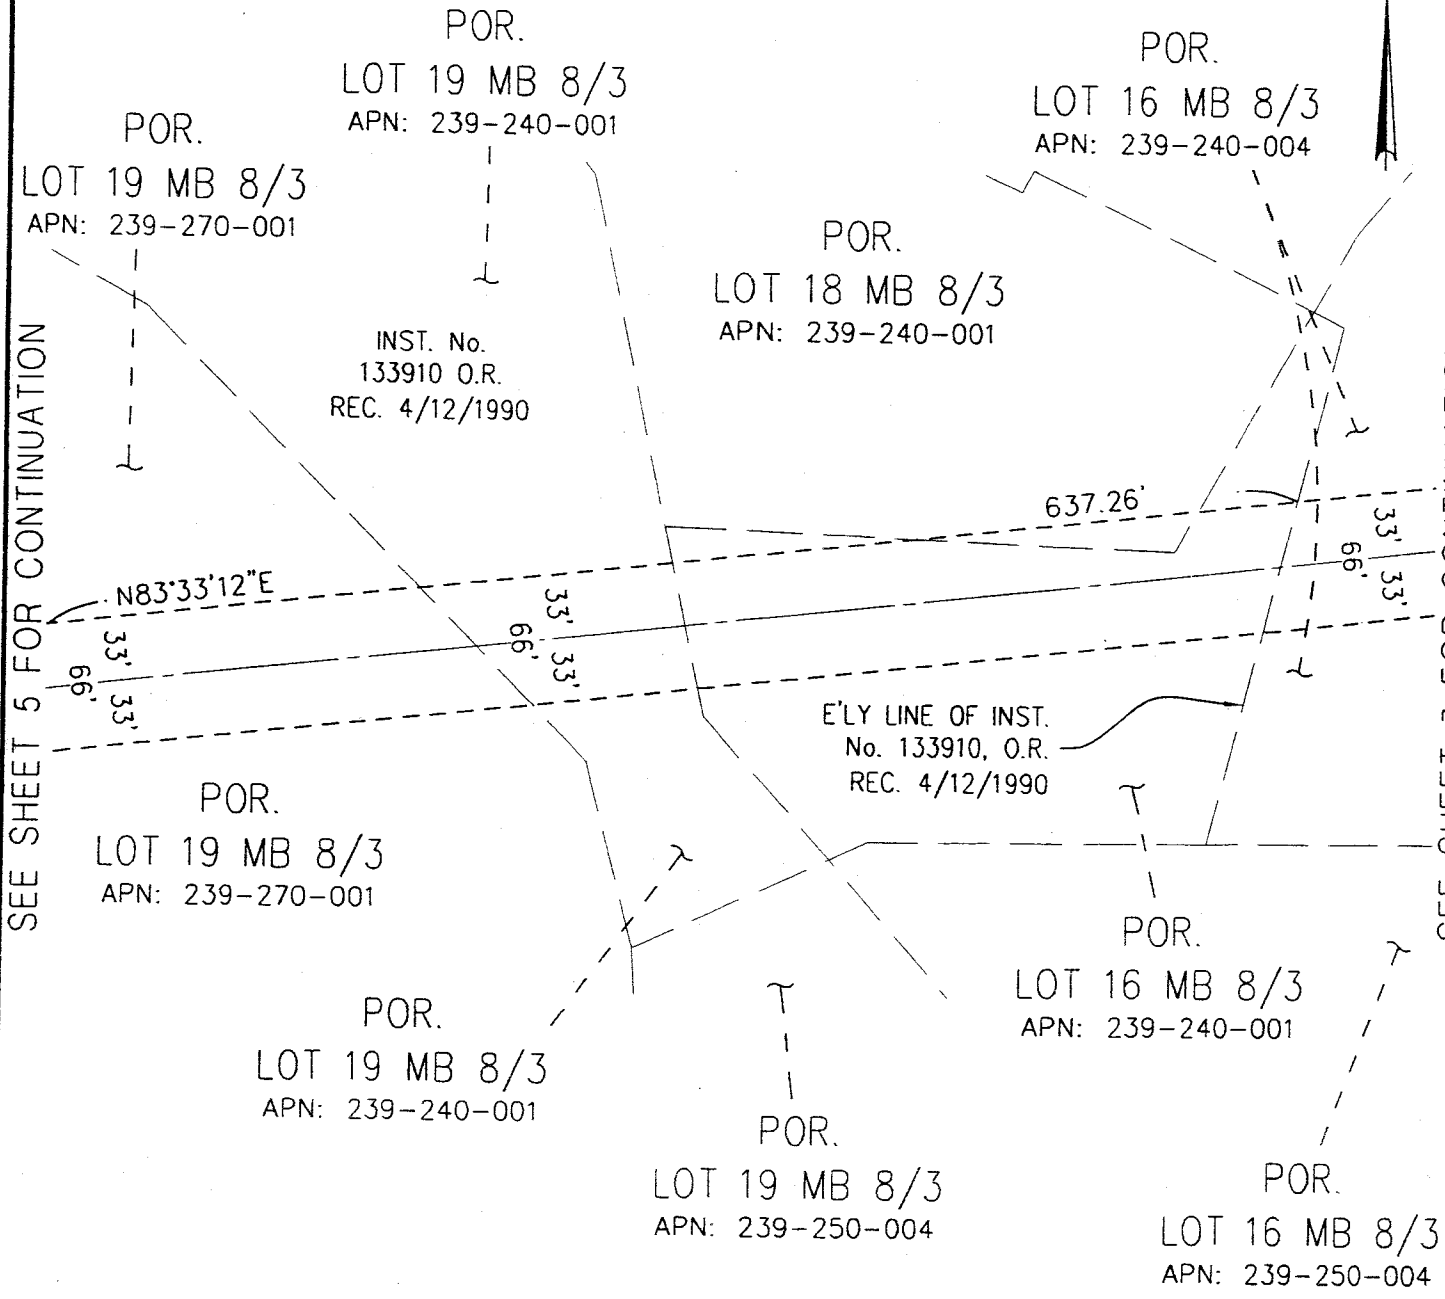 POR.
LOT 19 MB 8/3
APN: 239-240-001
POR.
LOT 16 MB 8/3
APN: 239-240-004
POR.
LOT 19 MB 8/3
APN: 239-270-001
POR.
LOT 18 MB 8/3
APN: 239-240-001
INST. No.
133910 O.R.
REC. 4/12/1990
SEE SHEET 5 FOR CONTINUATION
637.26'
N83°33'12"E
33'
66'
33'
33'
66'
33'
33'
66'
33'
E'LY LINE OF INST.
No. 133910, O.R.
REC. 4/12/1990
POR.
LOT 19 MB 8/3
APN: 239-270-001
POR.
LOT 16 MB 8/3
APN: 239-240-001
POR.
LOT 19 MB 8/3
APN: 239-240-001
POR.
LOT 19 MB 8/3
APN: 239-250-004
POR.
LOT 16 MB 8/3
APN: 239-250-004